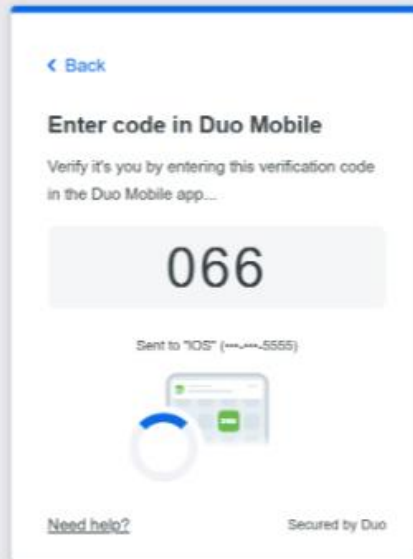 Back
Enter code in Duo Mobile
Verify it's you by entering this verification code
in the Duo Mobile app...
066
Sent to "IOS" (•••-•••-5555)
Need help?
Secured by Duo